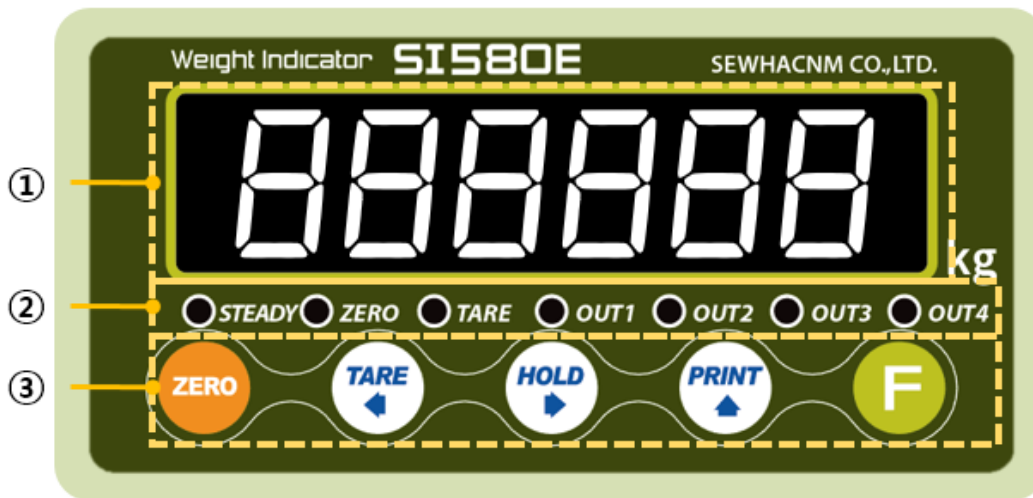 Weight Indicator SI580E SEWHACNM CO.,LTD.
① 888888
kg
② STEADY ZERO TARE OUT1 OUT2 OUT3 OUT4
③ ZERO TARE HOLD PRINT F